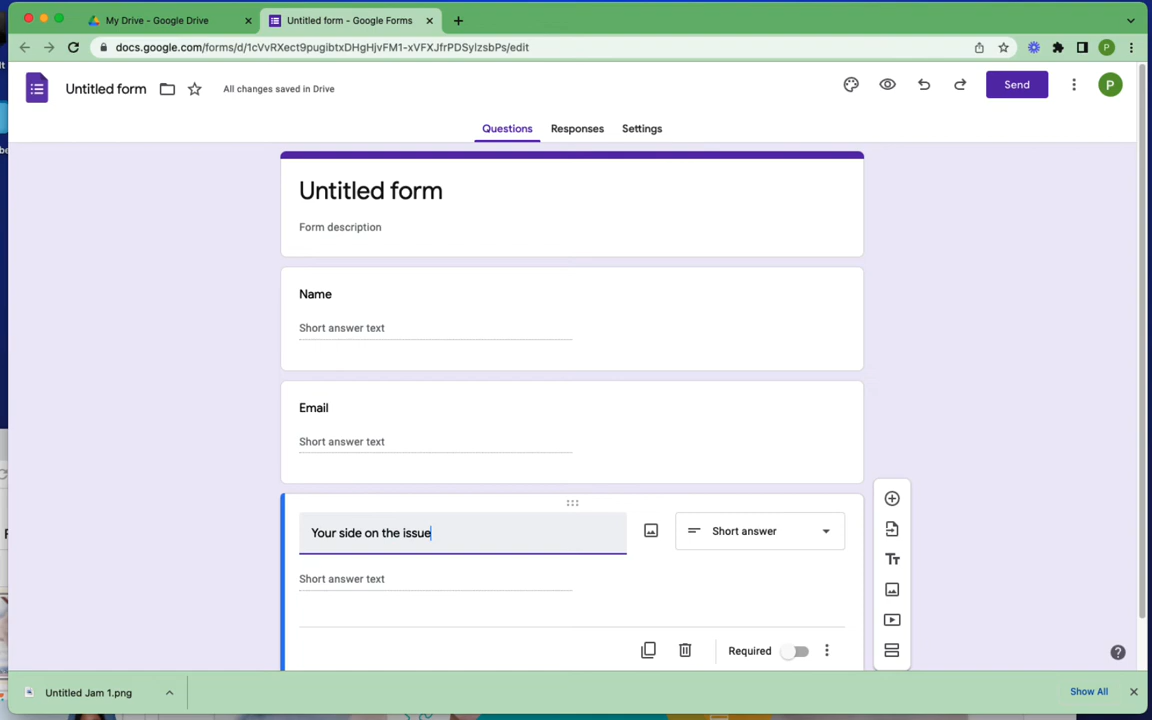 My Drive - Google Drive
Untitled form - Google Forms
docs.google.com/forms/d/1cVvRXect9pugibtxDHgHjvFM1-xVFXJfrPDSylzsbPs/edit
P
Untitled form
All changes saved in Drive
Send
P
Questions
Responses
Settings
Untitled form
Form description
Name
Short answer text
Email
Short answer text
Your side on the issue
Short answer
Short answer text
Tт
Required
Untitled Jam 1.png
Show All